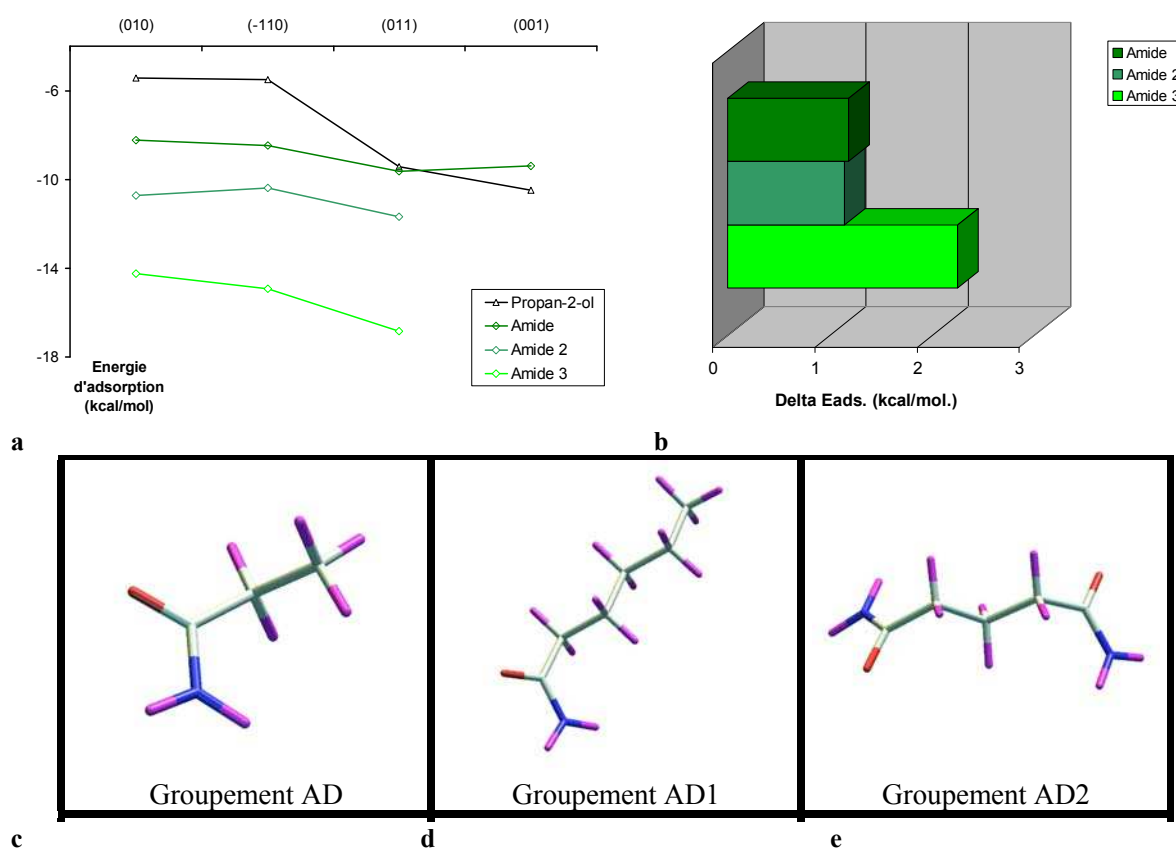 (010) (-110) (011) (001)
-6
-10
-14
-18
Energie
d'adsorption
(kcal/mol)
Propan-2-ol
Amide
Amide 2
Amide 3
a
Amide
Amide 2
Amide 3
0 1 2 3
Delta Eads. (kcal/mol.)
b
Groupement AD
Groupement AD1
Groupement AD2
c
d
e